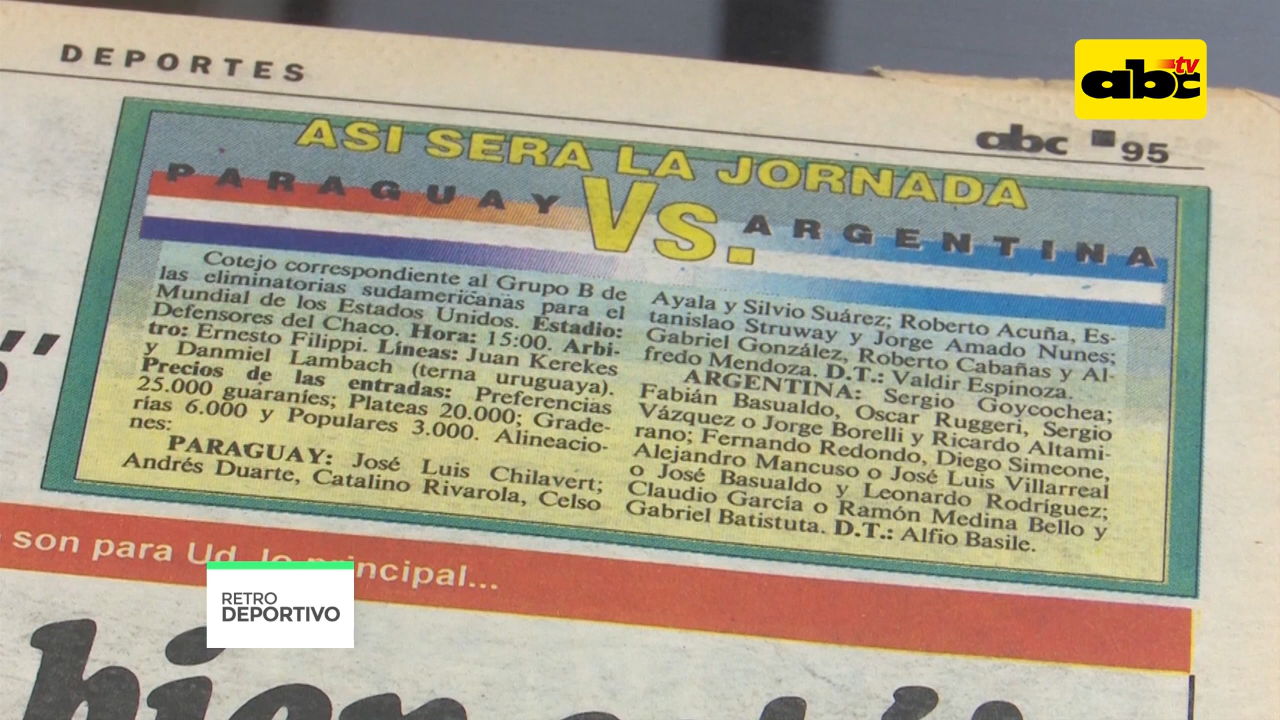 abc tv
DEPORTES
abc 95
ASI SERA LA JORNADA
PARAGUAY Vs. ARGENTINA
Cotejo correspondiente al Grupo B de
las eliminatorias sudamericanas para el
Mundial de los Estados Unidos. Estadio:
Defensores del Chaco. Hora: 15:00. Arbi-
tro: Ernesto Filippi. Líneas: Juan Kerekes
y Danmiel Lambach (terna uruguaya).
Precios de las entradas: Preferencias
25.000 guaraníes; Plateas 20.000; Grade-
rías 6.000 y Populares 3.000. Alineacio-
nes:
PARAGUAY: José Luis Chilavert;
Andrés Duarte, Catalino Rivarola, Celso
Ayala y Silvio Suárez; Roberto Acuña, Es-
tanislao Struway y Jorge Amado Nunes;
Gabriel González, Roberto Cabañas y Al-
fredo Mendoza. D.T.: Valdir Espinoza.
ARGENTINA: Sergio Goycochea;
Fabián Basualdo, Oscar Ruggeri, Sergio
Vázquez o Jorge Borelli y Ricardo Altami-
rano; Fernando Redondo, Diego Simeone,
Alejandro Mancuso o José Luis Villarreal
o José Basualdo y Leonardo Rodríguez;
Claudio García o Ramón Medina Bello y
Gabriel Batistuta. D.T.: Alfio Basile.
son para Ud. lo principal...
RETRO
DEPORTIVO
bien